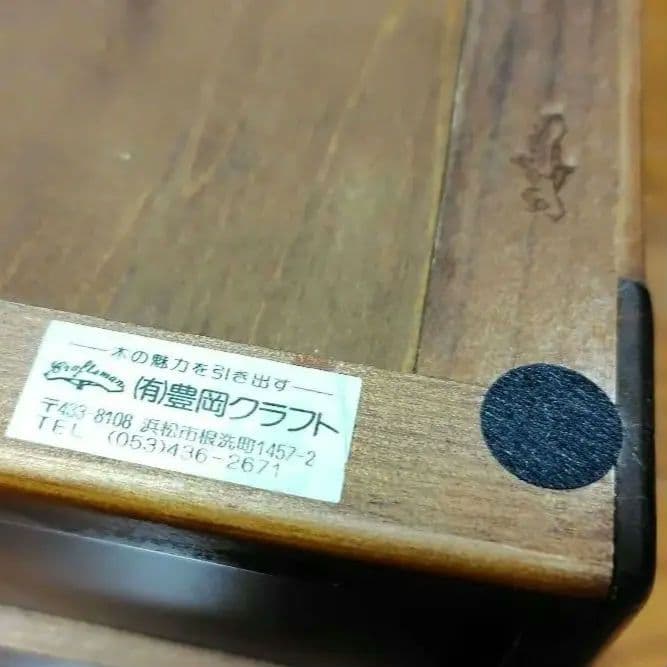 木の魅力を引き出す
Craftsman
(有)豊岡クラフト
〒433-8108 浜松市根洗町1457-2
TEL (053)436-2671